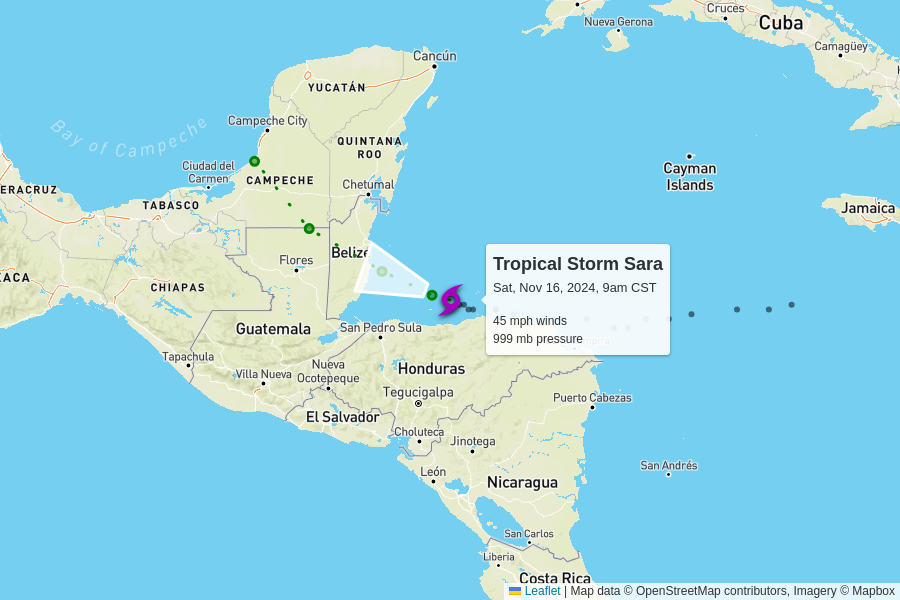 Cruces
Nueva Gerona
Cuba
Camagüey
Cancún
YUCATÁN
Campeche City
Bay of Campeche
QUINTANA
ROO
Ciudad del
Carmen
CAMPECHE
Chetumal
Cayman
Islands
ERACRUZ
TABASCO
Jamaica
Belize
Flores
Tropical Storm Sara
Sat, Nov 16, 2024, 9am CST
45 mph winds
999 mb pressure
XACA
CHIAPAS
Guatemala
San Pedro Sula
Tapachula
Nueva
Ocotepeque
Villa Nueva
Honduras
Tegucigalpa
Puerto Cabezas
El Salvador
Choluteca
Jinotega
León
San Andrés
Nicaragua
San Carlos
Liberia
Costa Rica
Leaflet | Map data © OpenStreetMap contributors, Imagery © Mapbox